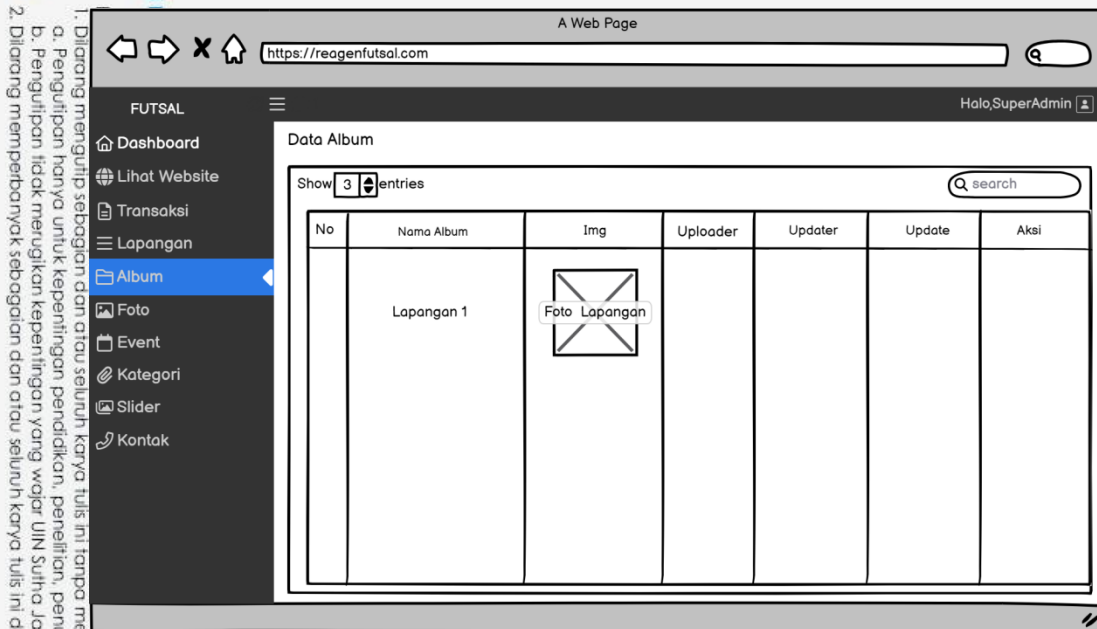 1. Dilarang mengutip sebagian dan atau seluruh karya tulis ini tanpa me
a. Pengutipan hanya untuk kepentingan pendidikan, penelitian, pen
b. Pengutipan tidak merugikan kepentingan yang wajar UIN Sutha Ja
2. Dilarang memperbanyak sebagaian dan atau seluruh karya tulis ini d
A Web Page
https://reagenfutsal.com
FUTSAL
Halo,SuperAdmin
Dashboard
Lihat Website
Transaksi
Lapangan
Album
Foto
Event
Kategori
Slider
Kontak
Data Album
Show 3 entries
search
No Nama Album Img Uploader Updater Update Aksi
Lapangan 1 Foto Lapangan